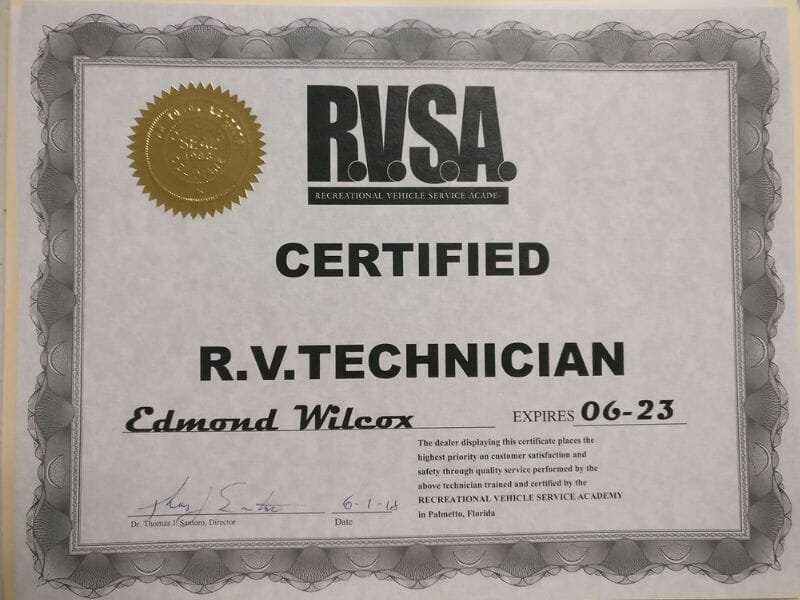 R.V.S.A.
RECREATIONAL VEHICLE SERVICE ACADE-
SEAL
CERTIFIED
R.V.TECHNICIAN
Edmond Wilcox
EXPIRES 06-23
The dealer displaying this certificate places the
highest priority on customer satisfaction and
safety through quality service performed by the
above technician trained and certified by the
RECREATIONAL VEHICLE SERVICE ACADEMY
in Palmetto, Florida
6-1-18
Dr. Thomas J. Santoro, Director
Date